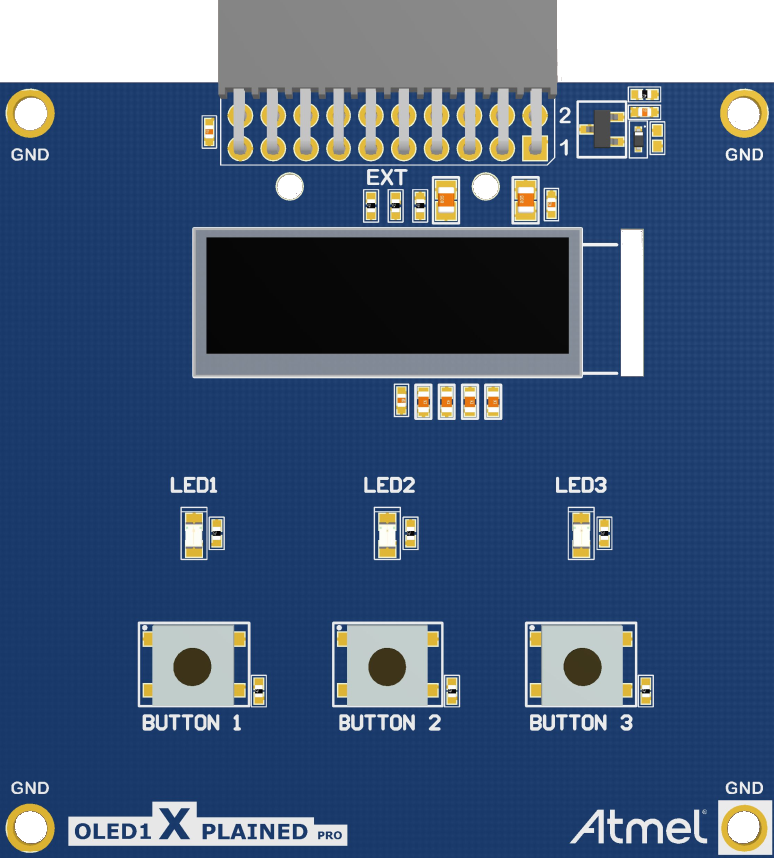 2
GND
1
GND
EXT
LED1
LED2
LED3
BUTTON 1
BUTTON 2
BUTTON 3
GND
GND
OLED1 X PLAINED PRO
Atmel®